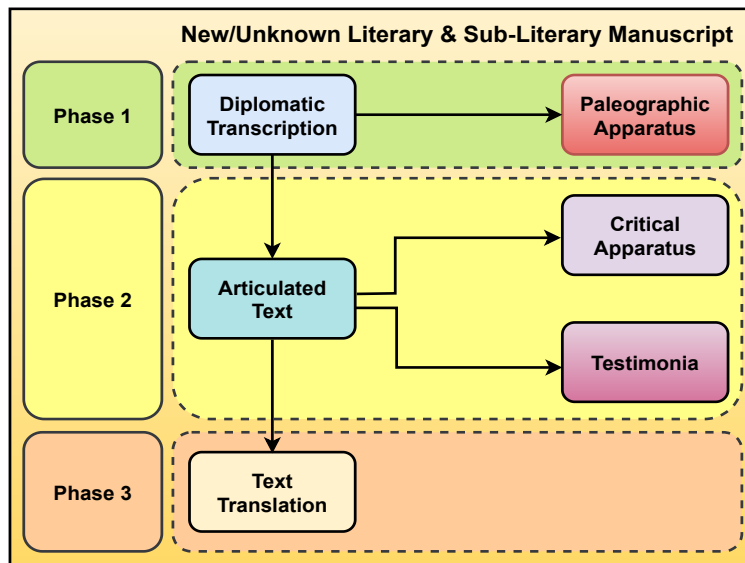 New/Unknown Literary & Sub-Literary Manuscript
Phase 1
Diplomatic
Transcription
Paleographic
Apparatus
Phase 2
Articulated
Text
Critical
Apparatus
Testimonia
Phase 3
Text
Translation